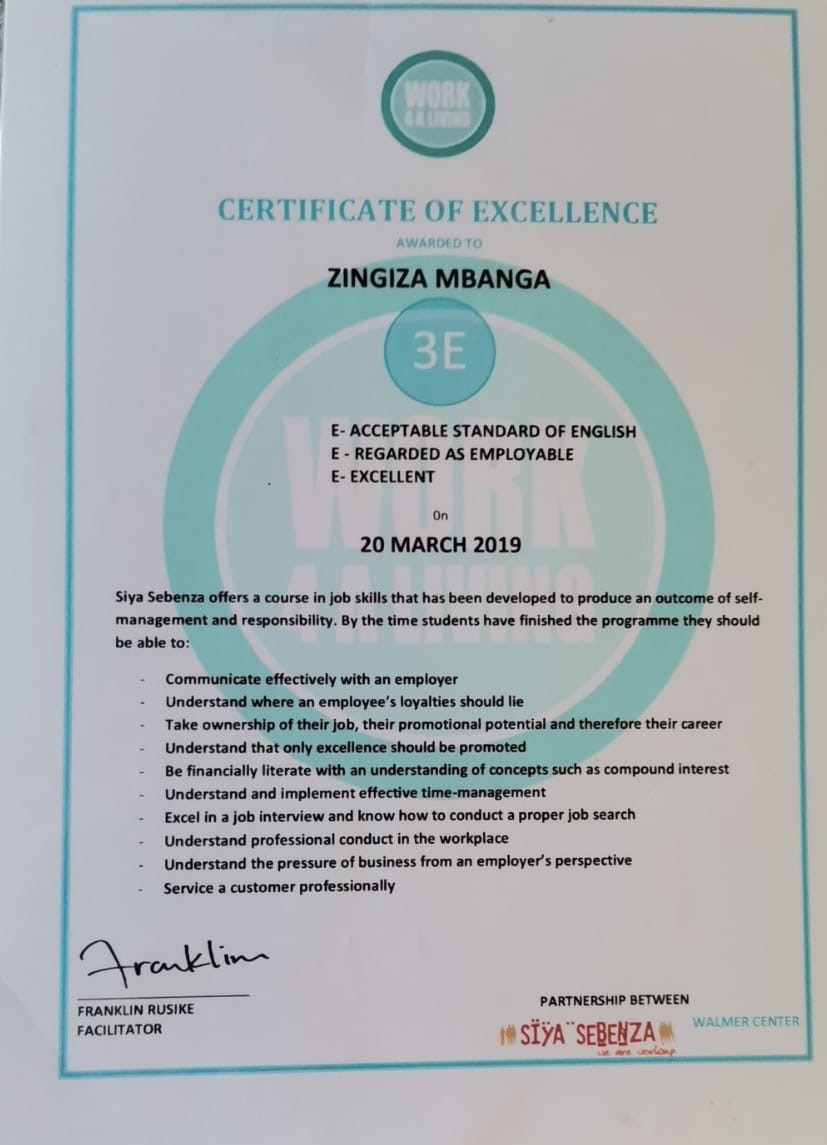 WORK
4 A LIVING
CERTIFICATE OF EXCELLENCE
AWARDED TO
ZINGIZA MBANGA
3E
WORK
4 A LIVING
E- ACCEPTABLE STANDARD OF ENGLISH
E - REGARDED AS EMPLOYABLE
E- EXCELLENT
On
20 MARCH 2019
Siya Sebenza offers a course in job skills that has been developed to produce an outcome of self-
management and responsibility. By the time students have finished the programme they should
be able to:
- Communicate effectively with an employer
- Understand where an employee's loyalties should lie
- Take ownership of their job, their promotional potential and therefore their career
- Understand that only excellence should be promoted
- Be financially literate with an understanding of concepts such as compound interest
- Understand and implement effective time-management
- Excel in a job interview and know how to conduct a proper job search
- Understand professional conduct in the workplace
- Understand the pressure of business from an employer's perspective
- Service a customer professionally
Franklin
FRANKLIN RUSIKE
FACILITATOR
PARTNERSHIP BETWEEN
SÏYA SEBENZA
we are working
WALMER CENTER